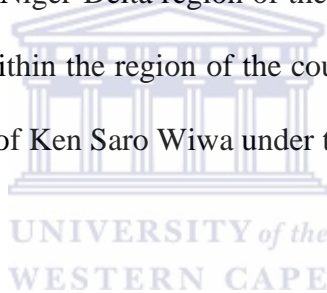 Niger Delta region of the
ithin the region of the cou
of Ken Saro Wiwa under t
UNIVERSITY of the
WESTERN CAPE